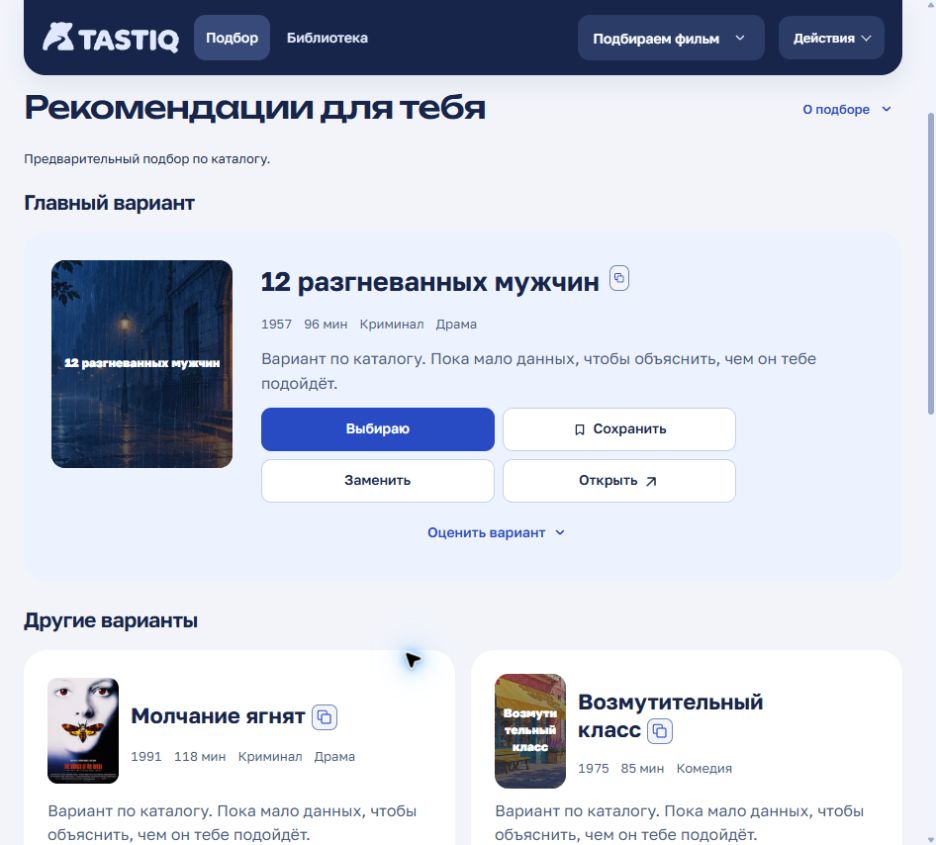 TASTIQ
Подбор
Библиотека
Подбираем фильм
Действия
Рекомендации для тебя
О подборе
Предварительный подбор по каталогу.
Главный вариант
12 разгневанных мужчин
12 разгневанных мужчин
1957 96 мин Криминал Драма
Вариант по каталогу. Пока мало данных, чтобы объяснить, чем он тебе
подойдёт.
Выбираю
Сохранить
Заменить
Открыть
Оценить вариант
Другие варианты
Молчание ягнят
1991 118 мин Криминал Драма
Вариант по каталогу. Пока мало данных, чтобы
объяснить, чем он тебе подойдёт.
Возмути
тельный
класс
Возмутительный
класс
1975 85 мин Комедия
Вариант по каталогу. Пока мало данных, чтобы
объяснить, чем он тебе подойдёт.